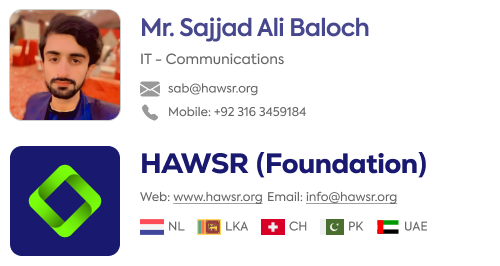 Mr. Sajjad Ali Baloch
IT - Communications
sab@hawsr.org
Mobile: +92 316 3459184
HAWSR (Foundation)
Web: www.hawsr.org Email: info@hawsr.org
NL LKA CH PK UAE